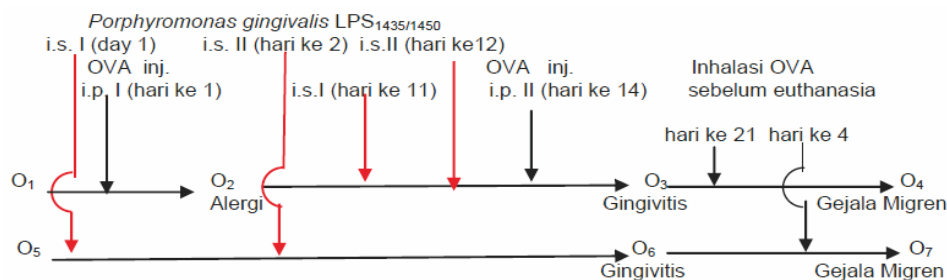 Porphyromonas gingivalis LPS1435/1450
i.s. I (day 1) i.s. II (hari ke 2) i.s.II (hari ke12)
OVA inj. OVA inj. Inhalasi OVA
i.p. I (hari ke 1) i.s.I (hari ke 11) i.p. II (hari ke 14) sebelum euthanasia
hari ke 21 hari ke 4
O1 O2 O3 O4
Alergi Gingivitis Gejala Migren
O5 O6 O7
Gingivitis Gejala Migren